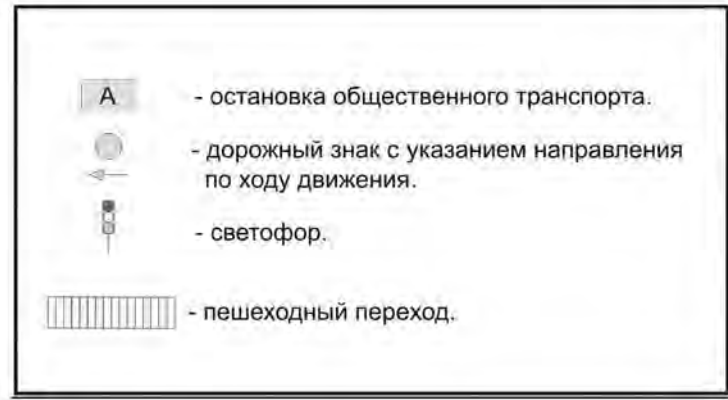 А - остановка общественного транспорта.
- дорожный знак с указанием направления
по ходу движения.
- светофор.
- пешеходный переход.